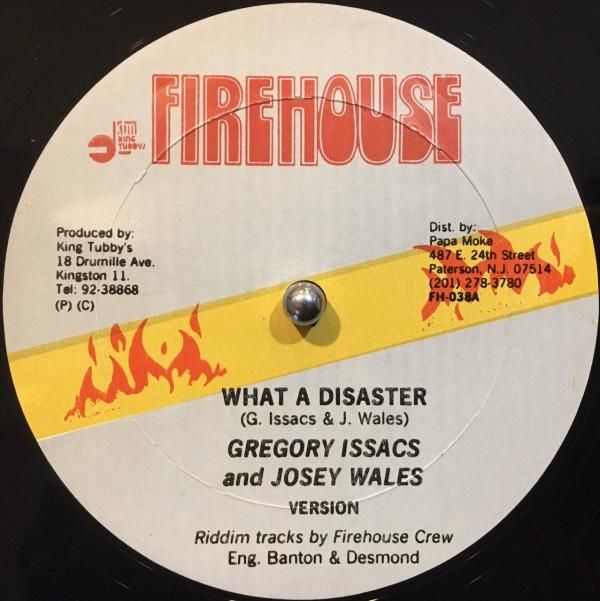 FIREHOUSE
KING
TUBBYS
Produced by:
King Tubby's
18 Drumille Ave.
Kingston 11.
Tel: 92-38868
(P) (C)
Dist. by:
Papa Moke
487 E. 24th Street
Paterson, N.J. 07514
(201) 278-3780
FH-038A
WHAT A DISASTER
(G. Issacs & J. Wales)
GREGORY ISSACS
and JOSEY WALES
VERSION
Riddim tracks by Firehouse Crew
Eng. Banton & Desmond